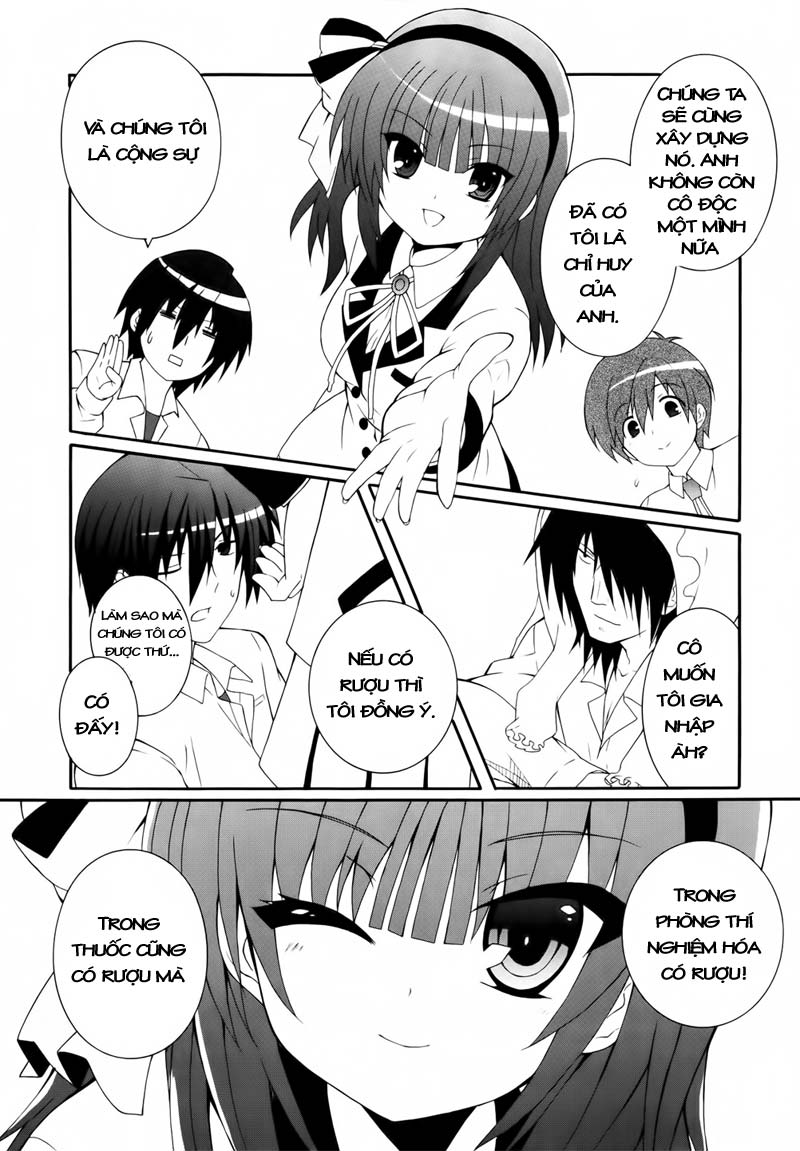 CHÚNG TA
SẼ CÙNG
XÂY DỰNG
NÓ. ANH
KHÔNG CÒN
CÔ ĐỘC
MỘT MÌNH
NỮA
ĐÃ CÓ
TÔI LÀ
CHỈ HUY
CỦA
ANH.
VÀ CHÚNG TÔI
LÀ CỘNG SỰ
CÔ
MUỐN
TÔI GIA
NHẬP
ÀH?
NẾU CÓ
RƯỢU THÌ
TÔI ĐỒNG Ý.
LÀM SAO MÀ
CHÚNG TÔI CÓ
ĐƯỢC THỨ...
CÓ
ĐẤY!
TRONG
PHÒNG THÍ
NGHIỆM HÓA
CÓ RƯỢU!
TRONG
THUỐC CŨNG
CÓ RƯỢU MÀ